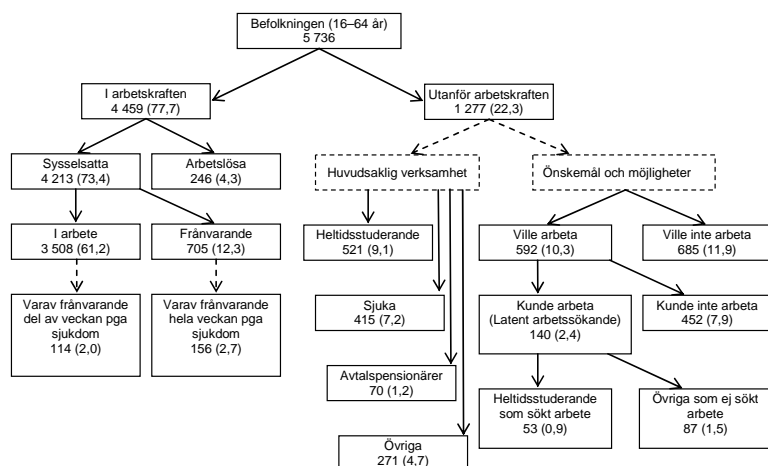 Befolkningen (16–64 år)
5 736
I arbetskraften
4 459 (77,7)
Utanför arbetskraften
1 277 (22,3)
Sysselsatta
4 213 (73,4)
Arbetslösa
246 (4,3)
Huvudsaklig verksamhet
Önskemål och möjligheter
I arbete
3 508 (61,2)
Frånvarande
705 (12,3)
Heltidsstuderande
521 (9,1)
Ville arbeta
592 (10,3)
Ville inte arbeta
685 (11,9)
Varav frånvarande
del av veckan pga
sjukdom
114 (2,0)
Varav frånvarande
hela veckan pga
sjukdom
156 (2,7)
Sjuka
415 (7,2)
Kunde arbeta
(Latent arbetssökande)
140 (2,4)
Kunde inte arbeta
452 (7,9)
Avtalspensionärer
70 (1,2)
Heltidsstuderande
som sökt arbete
53 (0,9)
Övriga som ej sökt
arbete
87 (1,5)
Övriga
271 (4,7)